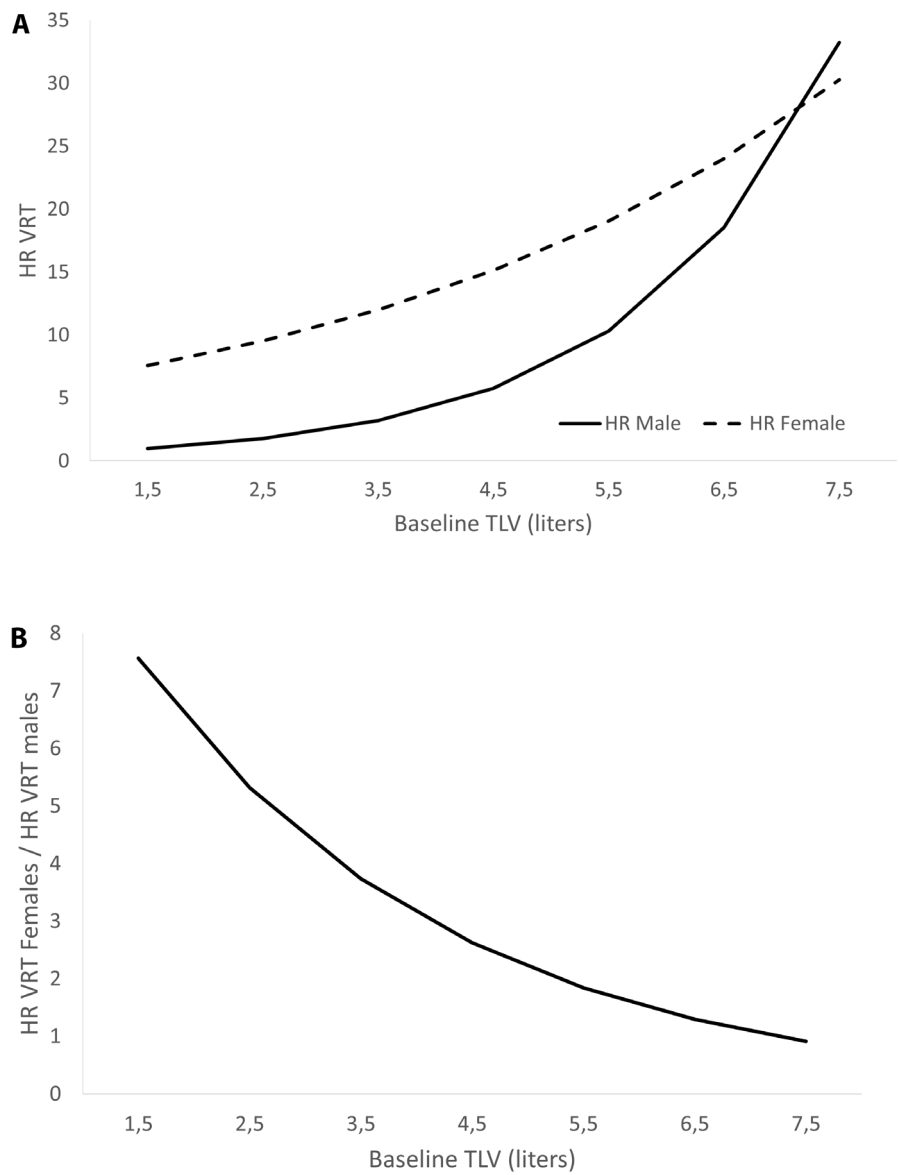 A
35
30
25
20
15
10
5
0
HR VRT
HR Male HR Female
1,5 2,5 3,5 4,5 5,5 6,5 7,5
Baseline TLV (liters)
B
8
7
6
5
4
3
2
1
0
HR VRT Females / HR VRT males
1,5 2,5 3,5 4,5 5,5 6,5 7,5
Baseline TLV (liters)